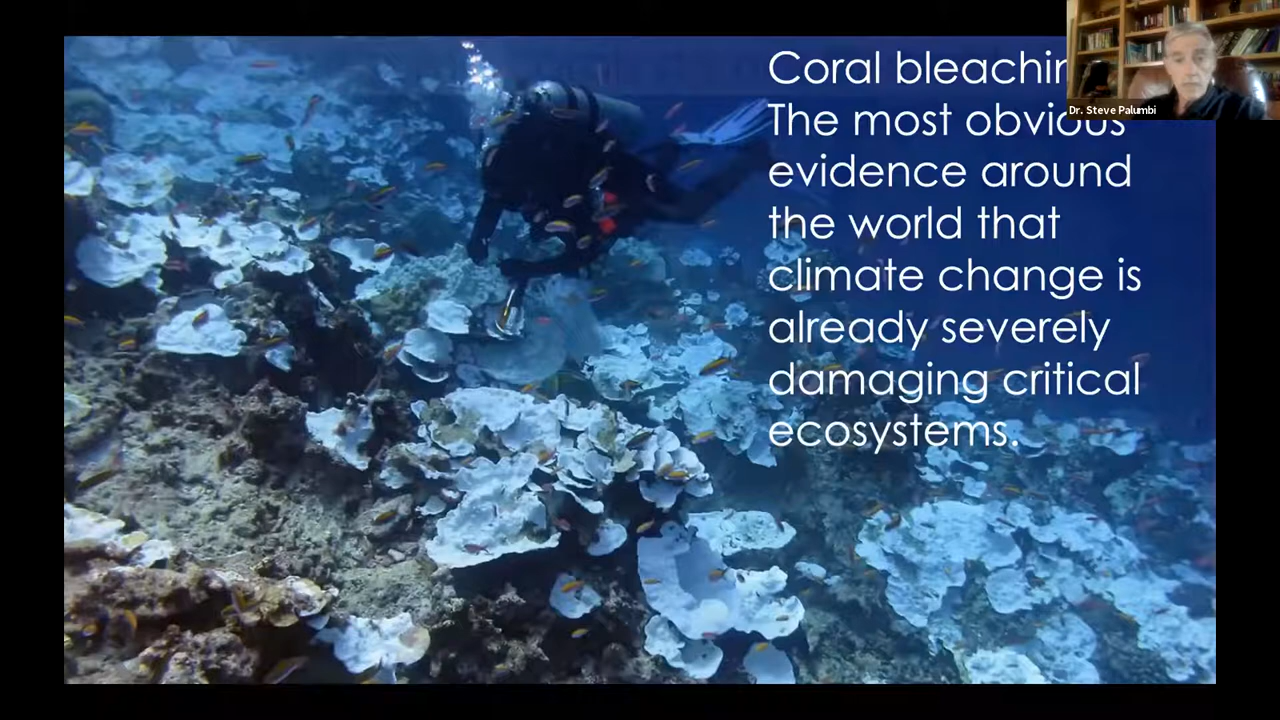 Coral bleachin
The most obvious
evidence around
the world that
climate change is
already severely
damaging critical
ecosystems.
Dr. Steve Palumbi